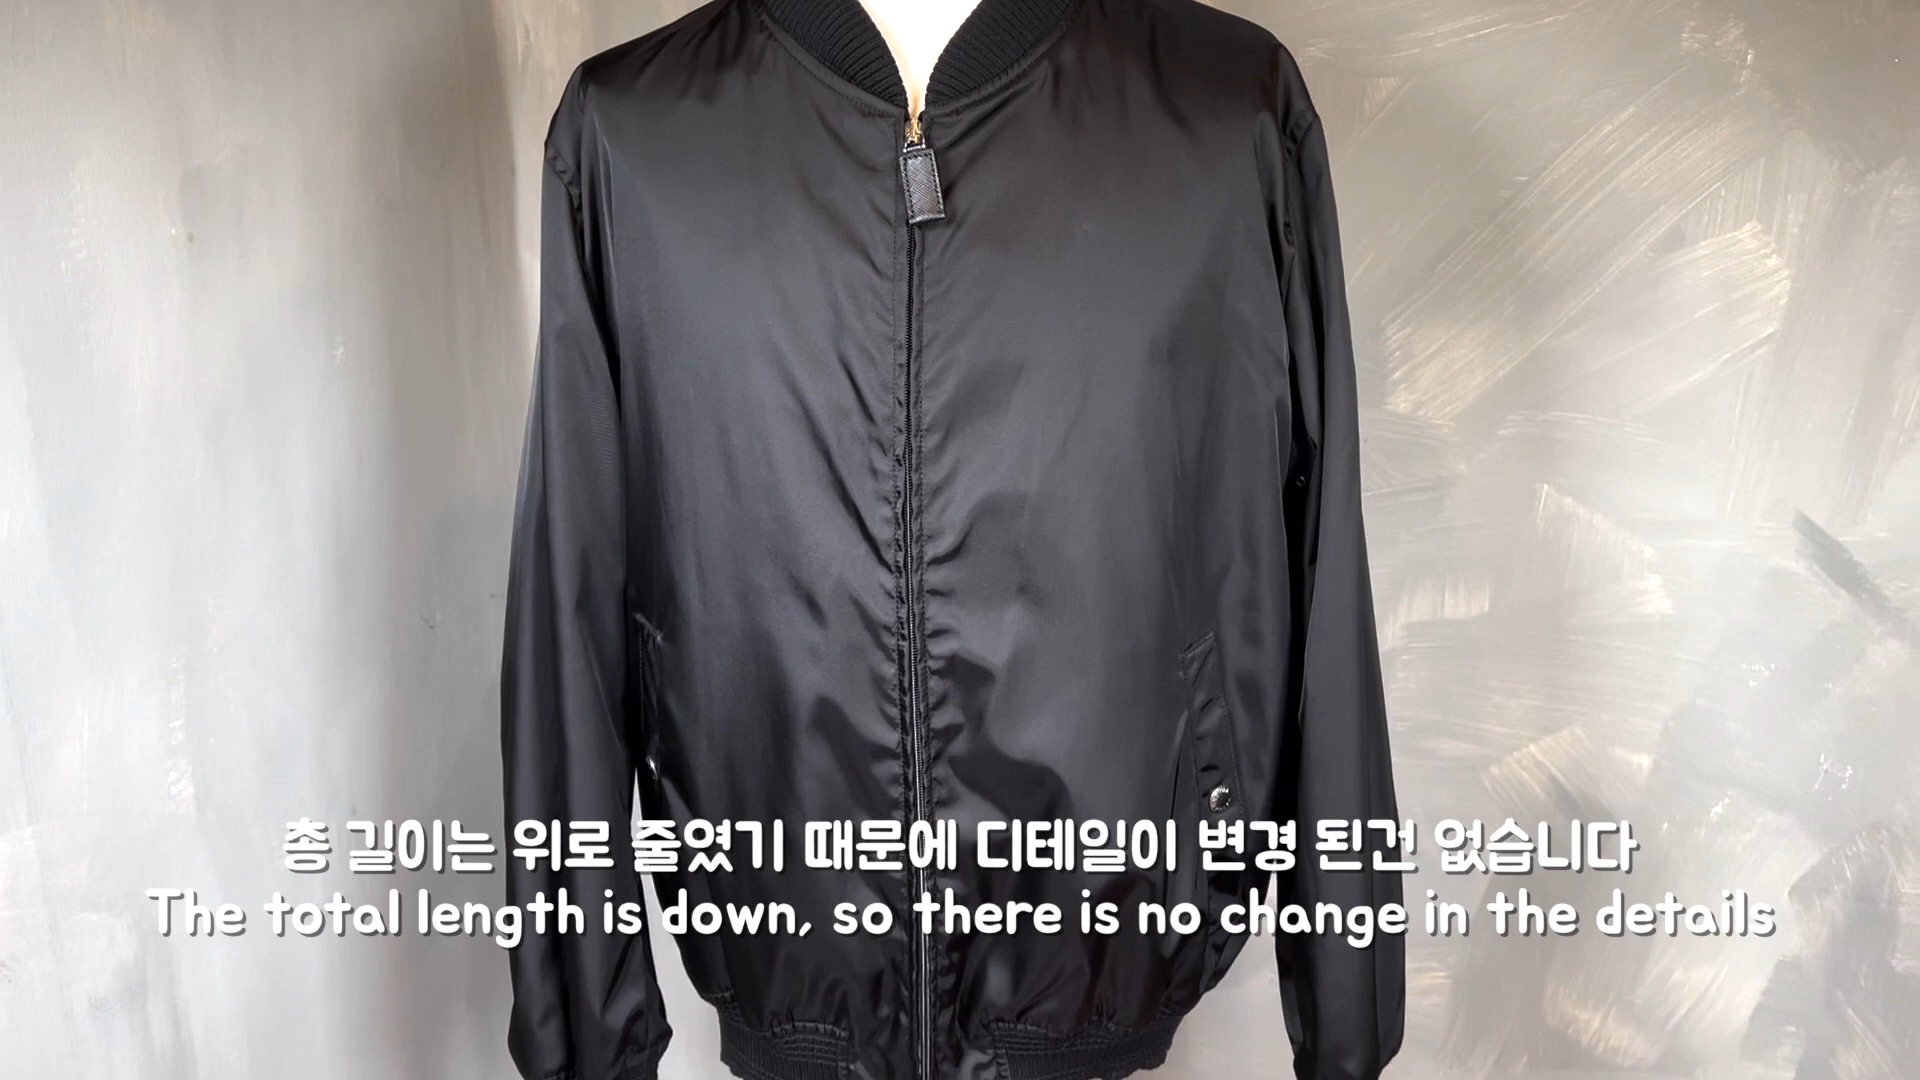 총 길이는 위로 줄였기 때문에 디테일이 변경 된건 없습니다
The total length is down, so there is no change in the details